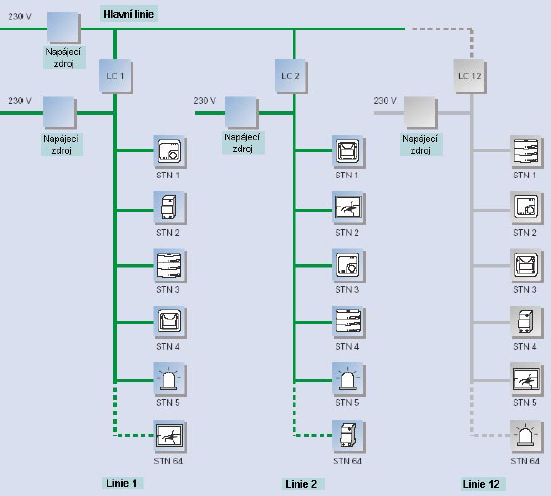 230 V
Hlavní linie
Napájecí
zdroj
LC 1
LC 2
LC 12
230 V
230 V
230 V
Napájecí
zdroj
Napájecí
zdroj
Napájecí
zdroj
STN 1
STN 1
STN 1
STN 2
STN 2
STN 2
STN 3
STN 3
STN 3
STN 4
STN 4
STN 4
STN 5
STN 5
STN 5
STN 64
STN 64
STN 64
Linie 1
Linie 2
Linie 12